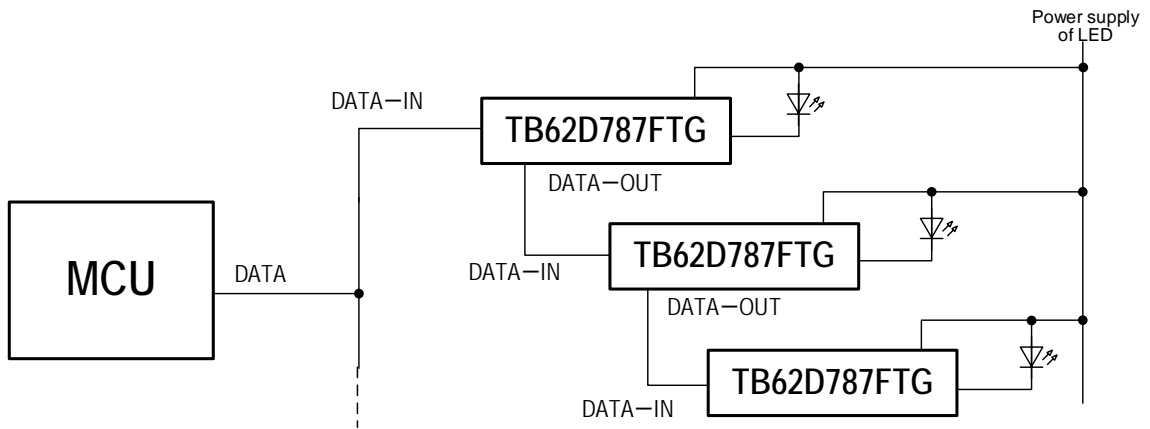 Power supply
of LED
DATA－IN
TB62D787FTG
DATA－OUT
MCU
DATA
DATA－IN
TB62D787FTG
DATA－OUT
TB62D787FTG
DATA－IN